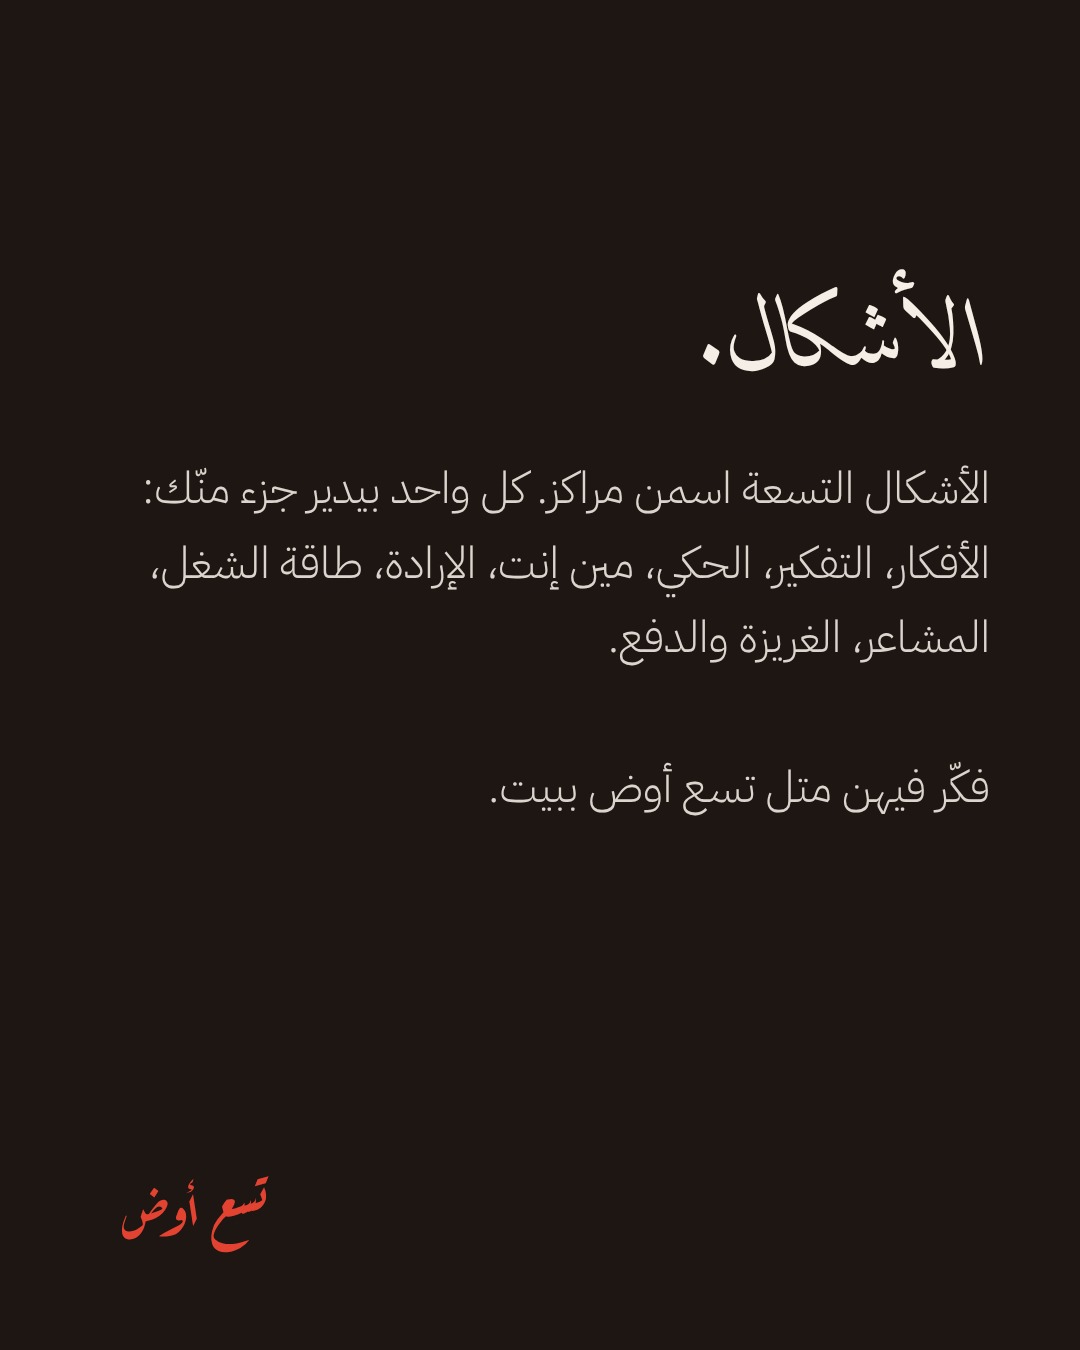 الأشكال.
الأشكال التسعة اسمن مراكز. كل واحد بيدير جزء منّك:
الأفكار، التفكير، الحكي، مين إنت، الإرادة، طاقة الشغل،
المشاعر، الغريزة والدفع.
فكّر فيهن متل تسع أوض ببيت.
تسع أوض